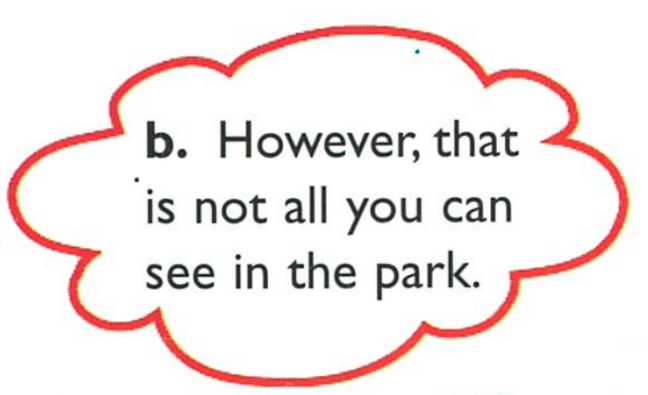 b. However, that
is not all you can
see in the park.